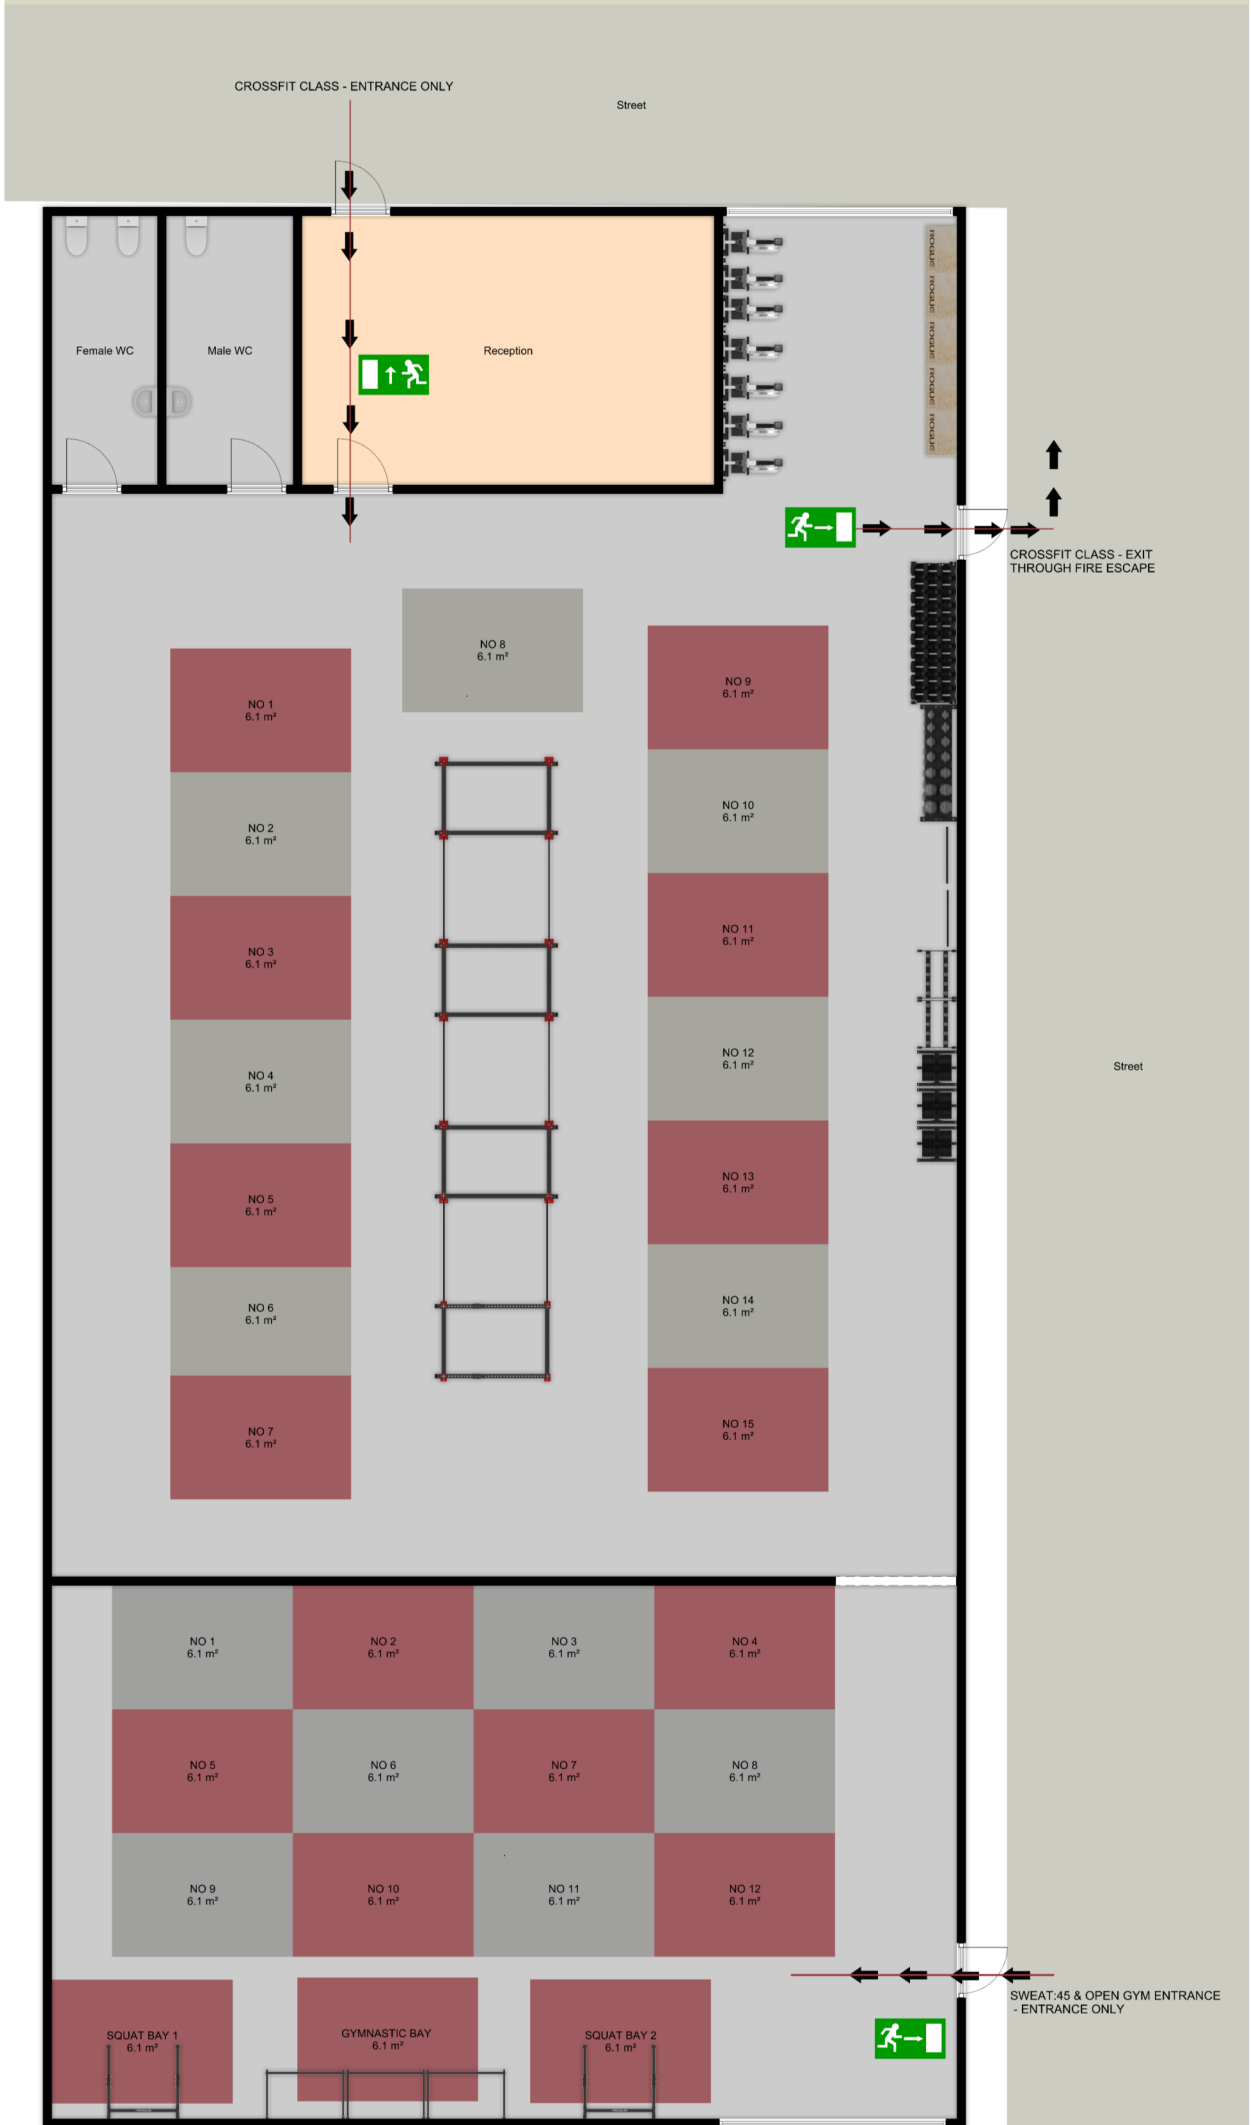 CROSSFIT CLASS - ENTRANCE ONLY
Street
Female WC
Male WC
Reception
ROGUE
ROGUE
ROGUE
ROGUE
ROGUE
CROSSFIT CLASS - EXIT
THROUGH FIRE ESCAPE
NO 8
6.1 m²
NO 1
6.1 m²
NO 2
6.1 m²
NO 3
6.1 m²
NO 4
6.1 m²
NO 5
6.1 m²
NO 6
6.1 m²
NO 7
6.1 m²
NO 9
6.1 m²
NO 10
6.1 m²
NO 11
6.1 m²
NO 12
6.1 m²
NO 13
6.1 m²
NO 14
6.1 m²
NO 15
6.1 m²
Street
NO 1
6.1 m²
NO 2
6.1 m²
NO 3
6.1 m²
NO 4
6.1 m²
NO 5
6.1 m²
NO 6
6.1 m²
NO 7
6.1 m²
NO 8
6.1 m²
NO 9
6.1 m²
NO 10
6.1 m²
NO 11
6.1 m²
NO 12
6.1 m²
SWEAT:45 & OPEN GYM ENTRANCE
- ENTRANCE ONLY
SQUAT BAY 1
6.1 m²
GYMNASTIC BAY
6.1 m²
SQUAT BAY 2
6.1 m²